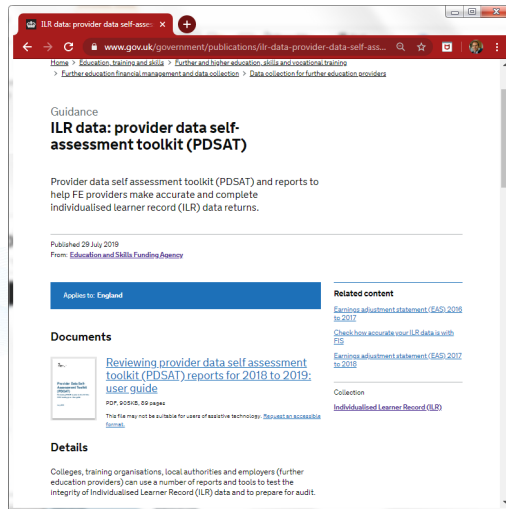 ILR data: provider data self-asses
www.gov.uk/government/publications/ilr-data-provider-data-self-ass...
Home > Education, training and skills > Further and higher education, skills and vocational training
> Further education financial management and data collection > Data collection for further education providers
Guidance
ILR data: provider data self-
assessment toolkit (PDSAT)
Provider data self assessment toolkit (PDSAT) and reports to
help FE providers make accurate and complete
individualised learner record (ILR) data returns.
Published 29 July 2019
From: Education and Skills Funding Agency
Applies to: England
Documents
Reviewing provider data self assessment
toolkit (PDSAT) reports for 2018 to 2019:
user guide
PDF, 905KB, 89 pages
This file may not be suitable for users of assistive technology. Request an accessible
format.
Details
Colleges, training organisations, local authorities and employers (further
education providers) can use a number of reports and tools to test the
integrity of Individualised Learner Record (ILR) data and to prepare for audit.
Related content
Earnings adjustment statement (EAS) 2016
to 2017
Check how accurate your ILR data is with
FIS
Earnings adjustment statement (EAS) 2017
to 2018
Collection
Individualised Learner Record (ILR)